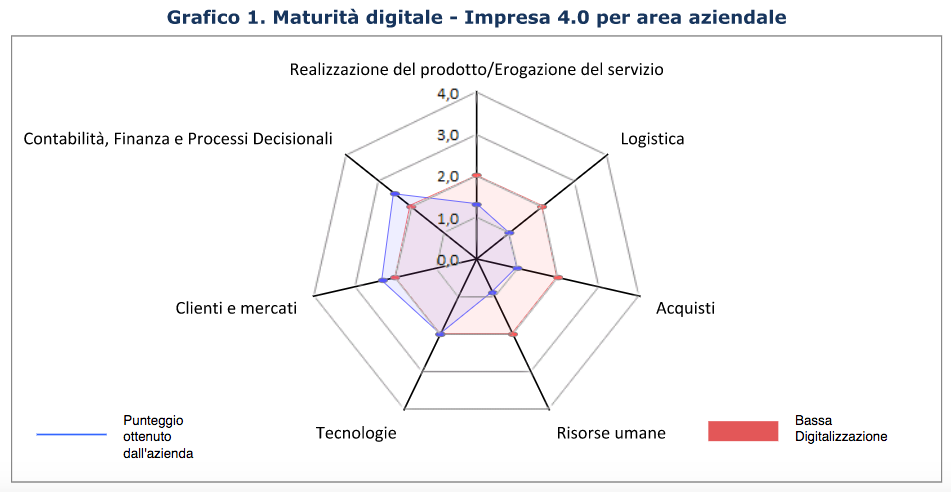 Grafico 1. Maturità digitale - Impresa 4.0 per area aziendale
Realizzazione del prodotto/Erogazione del servizio
4,0
Contabilità, Finanza e Processi Decisionali
3,0
Logistica
2,0
1,0
0,0
Clienti e mercati
Acquisti
Tecnologie
Risorse umane
Punteggio
ottenuto
dall'azienda
Bassa
Digitalizzazione